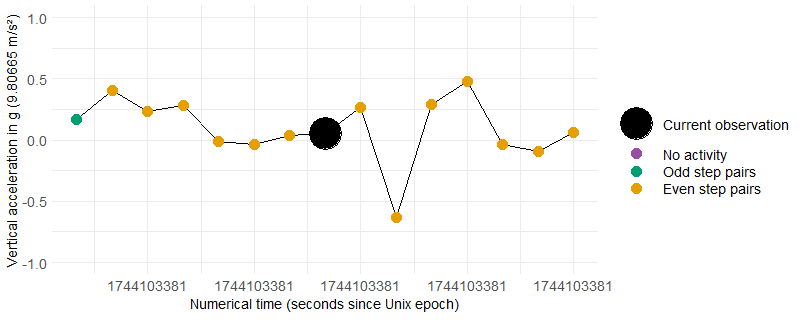 Vertical acceleration in g (9.80665 m/s²)
1.0
0.5
0.0
-0.5
-1.0
1744103381 1744103381 1744103381 1744103381 1744103381
Numerical time (seconds since Unix epoch)
Current observation
No activity
Odd step pairs
Even step pairs